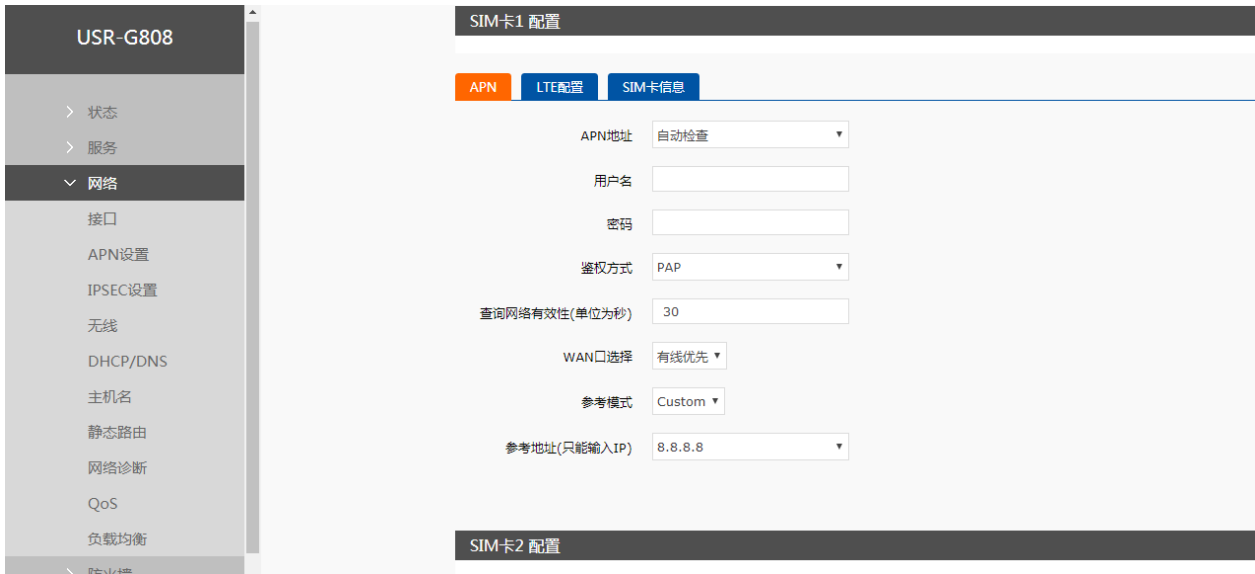 USR-G808
状态
服务
网络
接口
APN设置
IPSEC设置
无线
DHCP/DNS
主机名
静态路由
网络诊断
QoS
负载均衡
防火墙
SIM卡1 配置
APN LTE配置 SIM卡信息
APN地址 自动检查
用户名
密码
鉴权方式 PAP
查询网络有效性(单位为秒) 30
WAN口选择 有线优先
参考模式 Custom
参考地址(只能输入IP) 8.8.8.8
SIM卡2 配置